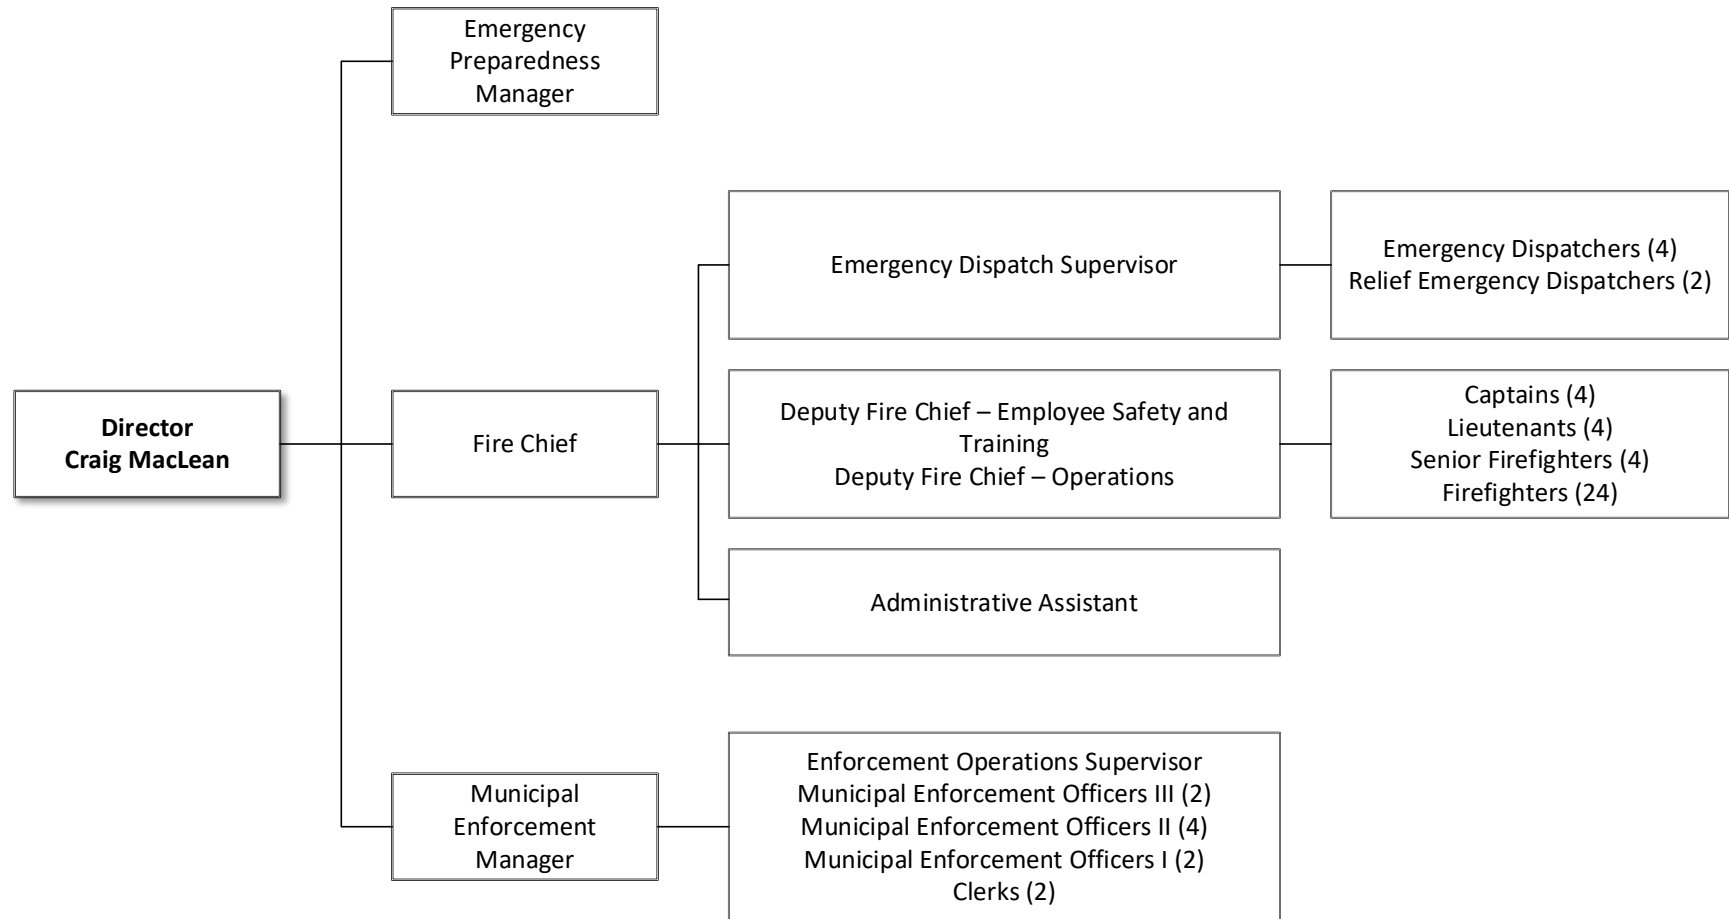 Emergency
Preparedness
Manager
Emergency Dispatch Supervisor
Emergency Dispatchers (4)
Relief Emergency Dispatchers (2)
Director
Craig MacLean
Fire Chief
Deputy Fire Chief – Employee Safety and
Training
Deputy Fire Chief – Operations
Captains (4)
Lieutenants (4)
Senior Firefighters (4)
Firefighters (24)
Administrative Assistant
Municipal
Enforcement
Manager
Enforcement Operations Supervisor
Municipal Enforcement Officers III (2)
Municipal Enforcement Officers II (4)
Municipal Enforcement Officers I (2)
Clerks (2)